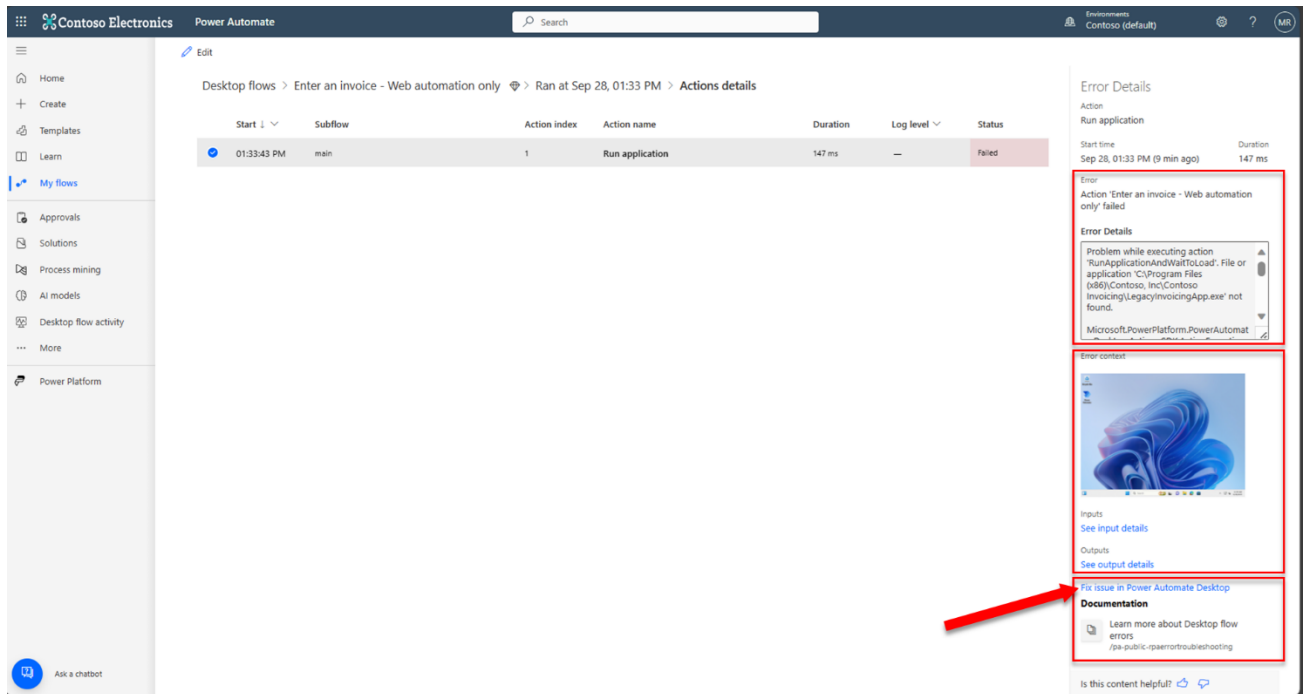 Contoso Electronics
Power Automate
Search
Environments
Contoso (default)
?
MR
Edit
Home
Create
Templates
Learn
My flows
Approvals
Solutions
Process mining
AI models
Desktop flow activity
More
Power Platform
Ask a chatbot
Desktop flows > Enter an invoice - Web automation only > Ran at Sep 28, 01:33 PM > Actions details
Start Subflow Action index Action name Duration Log level Status
01:33:43 PM main 1 Run application 147 ms — Failed
Error Details
Action
Run application
Start time Duration
Sep 28, 01:33 PM (9 min ago) 147 ms
Error
Action 'Enter an invoice - Web automation
only' failed
Error Details
Problem while executing action
'RunApplicationAndWaitToLoad'. File or
application 'C:\Program Files
(x86)\Contoso, Inc\Contoso
Invoicing\LegacyInvoicingApp.exe' not
found.
Microsoft.PowerPlatform.PowerAutomat
Error context
Inputs
See input details
Outputs
See output details
Fix issue in Power Automate Desktop
Documentation
Learn more about Desktop flow
errors
/pa-public-rpaerrortroubleshooting
Is this content helpful?